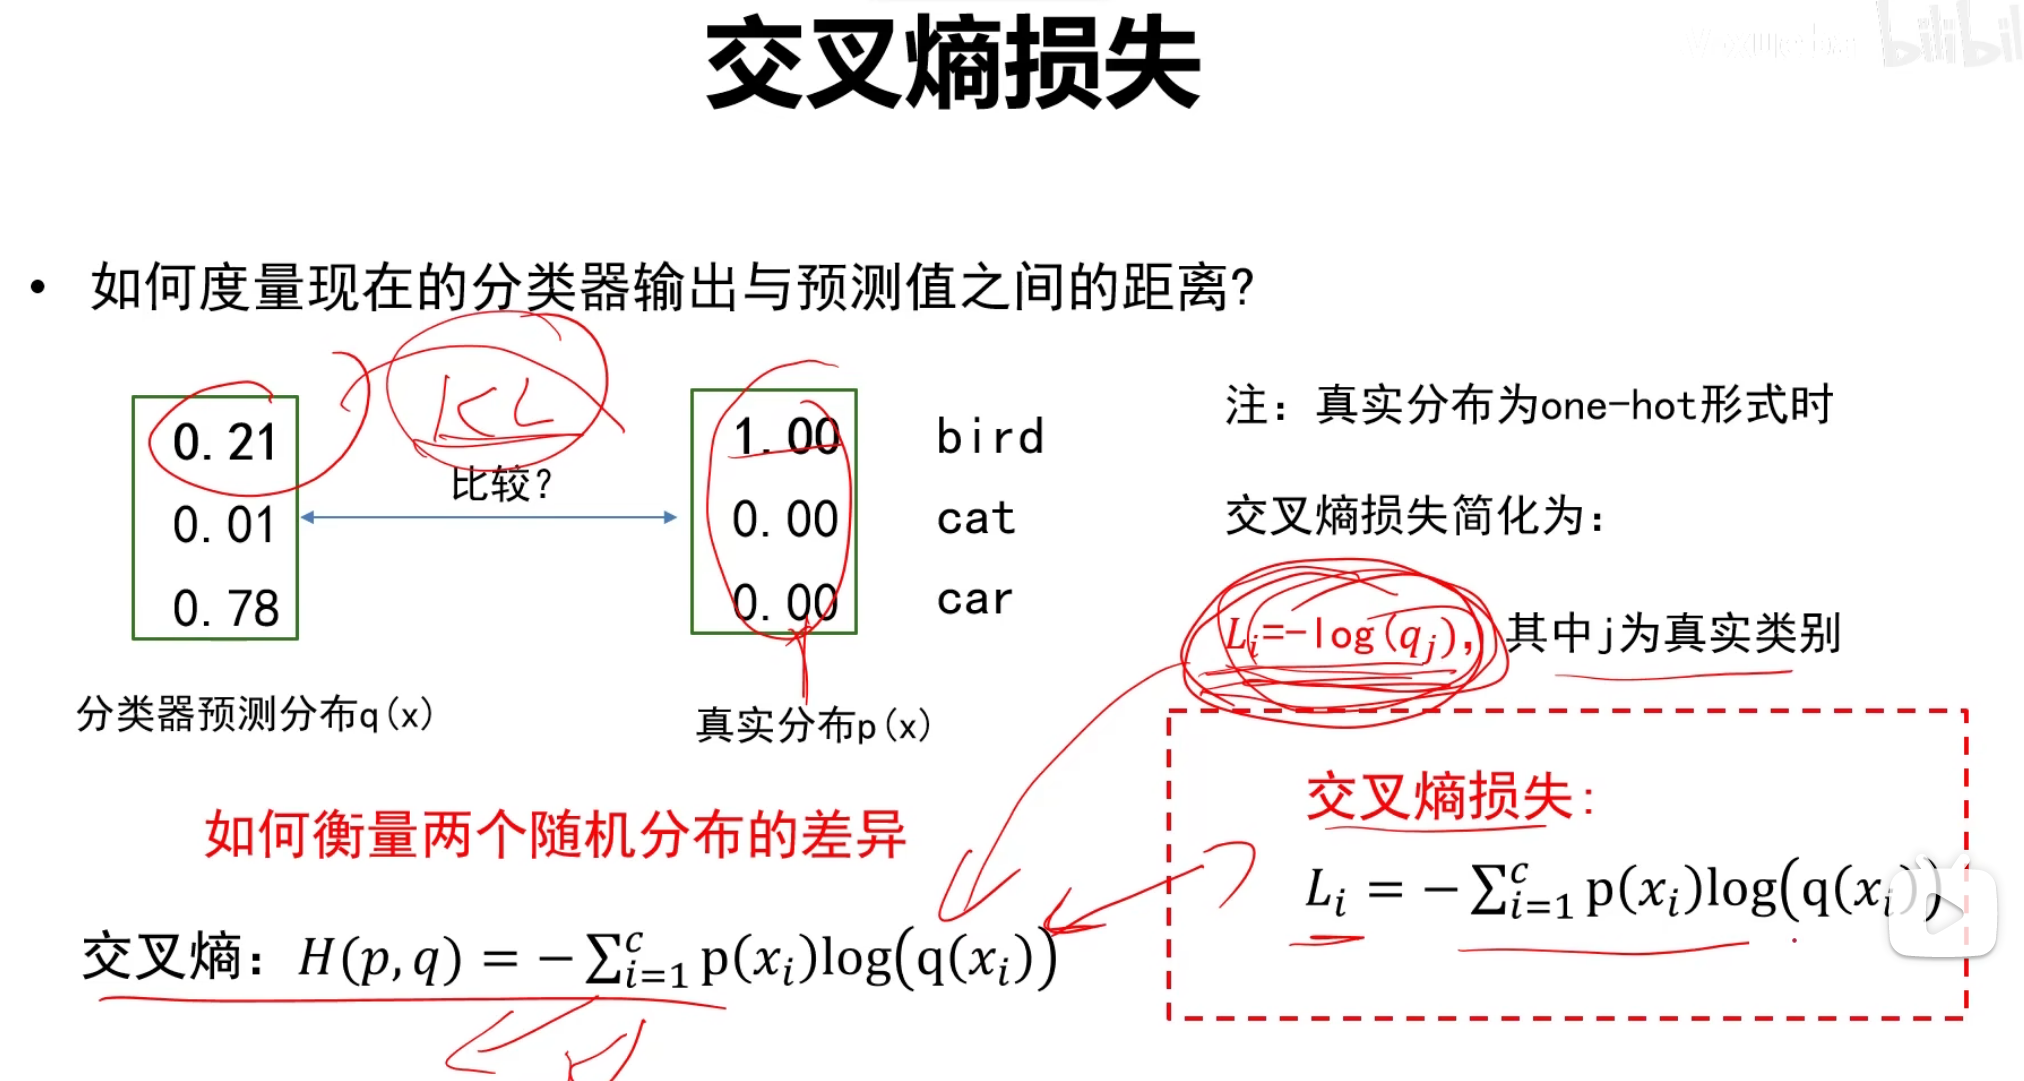 交叉熵损失
bilibili
• 如何度量现在的分类器输出与预测值之间的距离?
KL
比较?
0.21
0.01
0.78
1.00 bird
0.00 cat
0.00 car
分类器预测分布q(x)
真实分布p(x)
注：真实分布为one-hot形式时
交叉熵损失简化为：
L_i=-log(q_j)，其中j为真实类别
如何衡量两个随机分布的差异
交叉熵：H(p,q) = −∑_{i=1}^{c} p(x_i)log(q(x_i))
交叉熵损失:
L_i = −∑_{i=1}^{c} p(x_i)log(q(x_i))